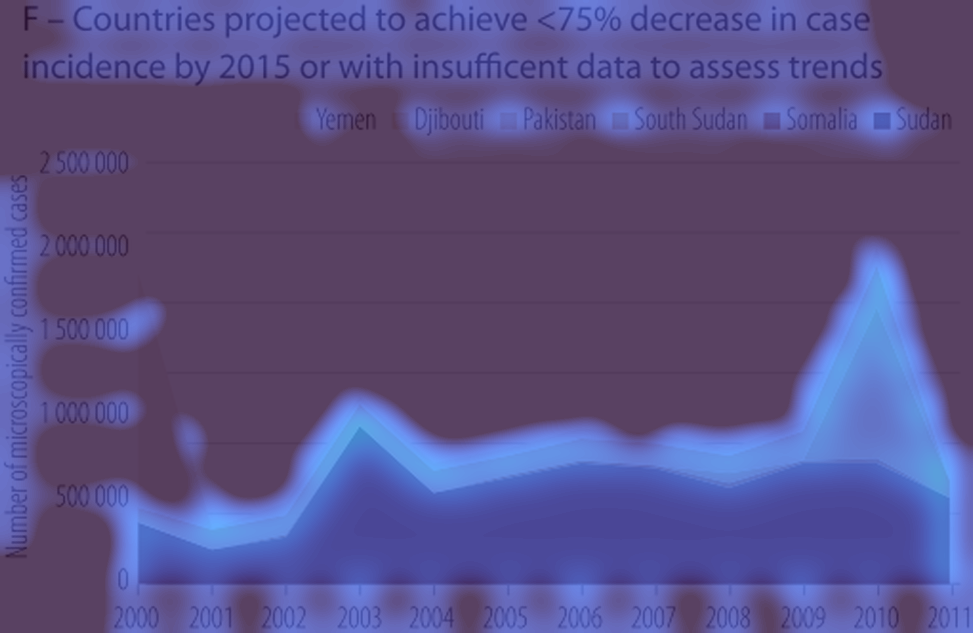 F – Countries projected to achieve <75% decrease in case
incidence by 2015 or with insufficent data to assess trends
Yemen Djibouti Pakistan South Sudan Somalia Sudan
Number of microscopically confirmed cases
2 500 000
2 000 000
1 500 000
1 000 000
500 000
0
2000 2001 2002 2003 2004 2005 2006 2007 2008 2009 2010 2011